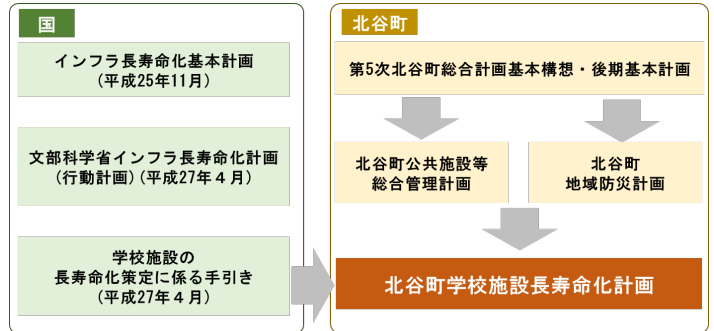 国
インフラ長寿命化基本計画
(平成25年11月)
文部科学省インフラ長寿命化計画
(行動計画)(平成27年４月)
学校施設の
長寿命化策定に係る手引き
(平成27年４月)
北谷町
第5次北谷町総合計画基本構想・後期基本計画
北谷町公共施設等
総合管理計画
北谷町
地域防災計画
北谷町学校施設長寿命化計画